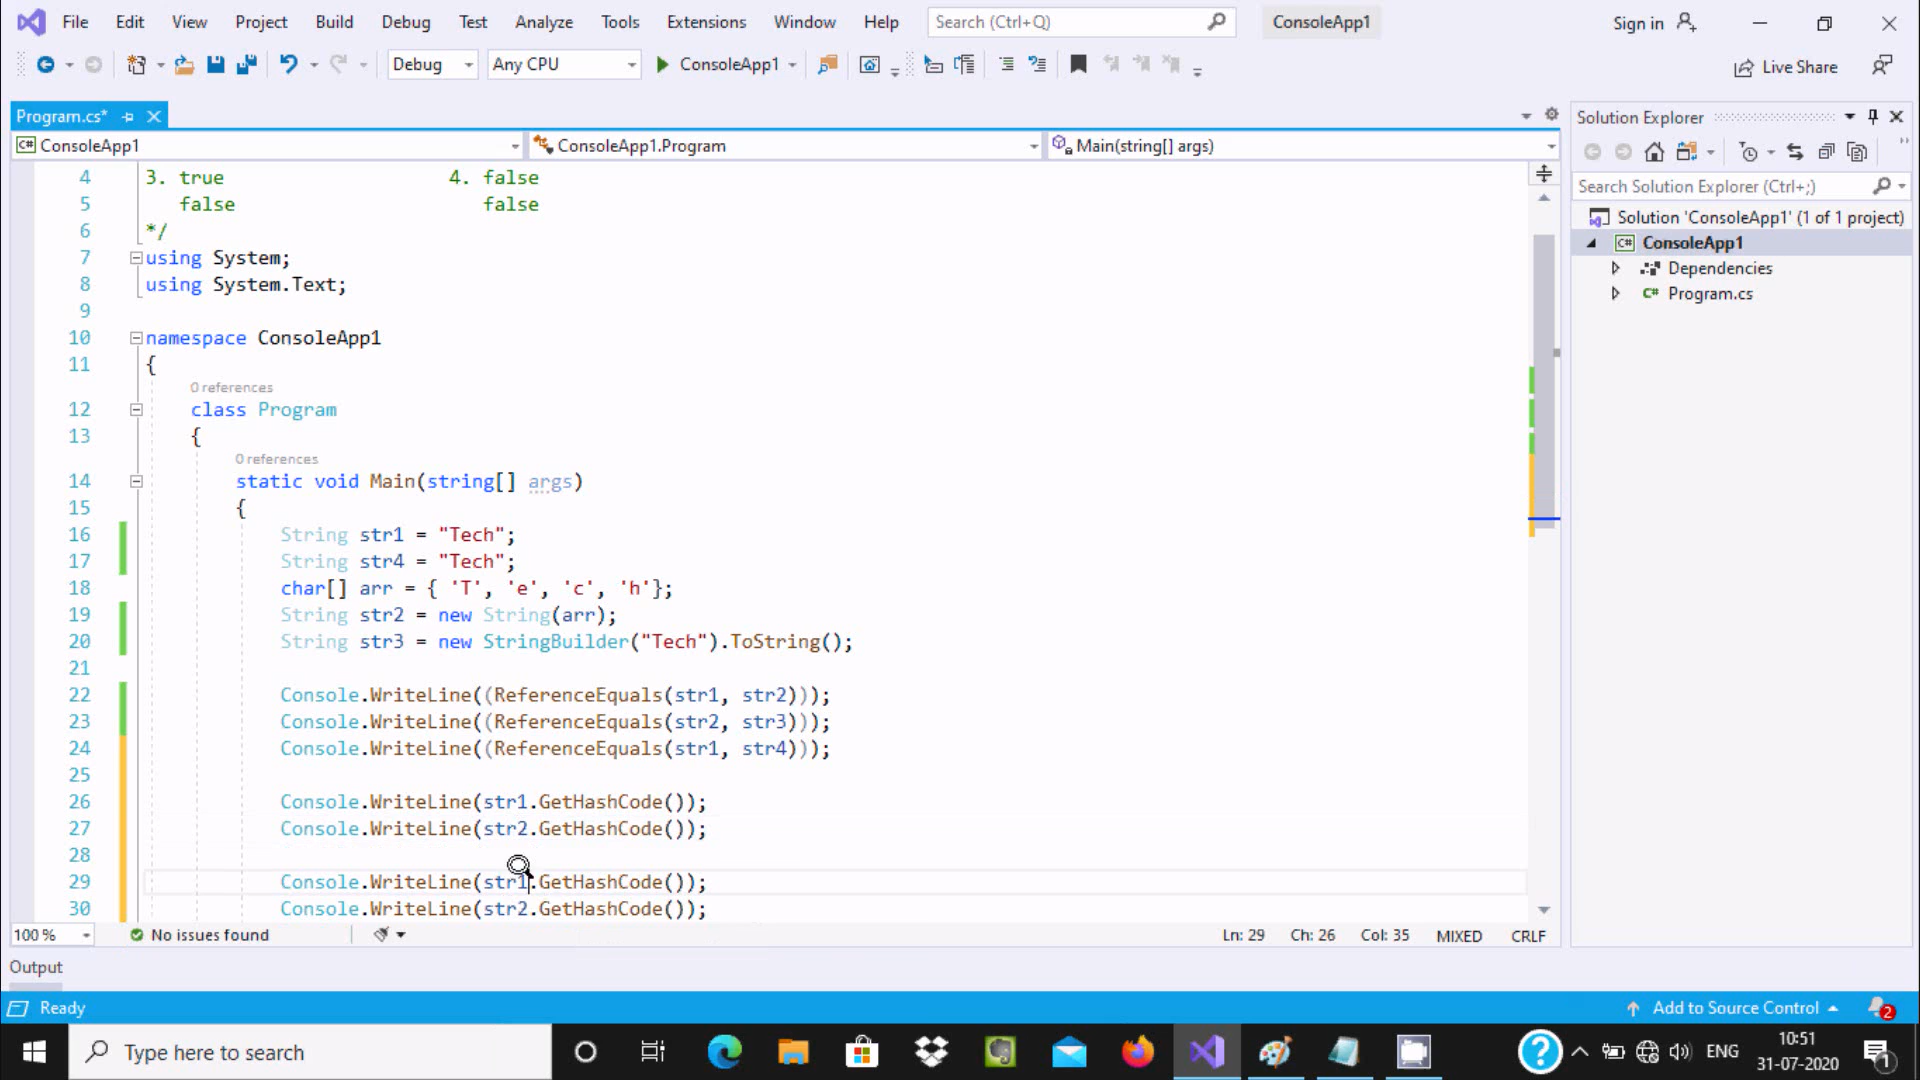 File Edit View Project Build Debug Test Analyze Tools Extensions Window Help Search (Ctrl+Q) ConsoleApp1 Sign in
Debug Any CPU ConsoleApp1 Live Share
Program.cs*
ConsoleApp1 ConsoleApp1.Program Main(string[] args)
4 3. true 4. false
5 false false
6 */
7 using System;
8 using System.Text;
9
10 namespace ConsoleApp1
11 {
0 references
12 class Program
13 {
0 references
14 static void Main(string[] args)
15 {
16 String str1 = "Tech";
17 String str4 = "Tech";
18 char[] arr = { 'T', 'e', 'c', 'h'};
19 String str2 = new String(arr);
20 String str3 = new StringBuilder("Tech").ToString();
21
22 Console.WriteLine((ReferenceEquals(str1, str2)));
23 Console.WriteLine((ReferenceEquals(str2, str3)));
24 Console.WriteLine((ReferenceEquals(str1, str4)));
25
26 Console.WriteLine(str1.GetHashCode());
27 Console.WriteLine(str2.GetHashCode());
28
29 Console.WriteLine(str1.GetHashCode());
30 Console.WriteLine(str2.GetHashCode());
100 % No issues found Ln: 29 Ch: 26 Col: 35 MIXED CRLF
Solution Explorer
Search Solution Explorer (Ctrl+;)
Solution 'ConsoleApp1' (1 of 1 project)
C# ConsoleApp1
Dependencies
C# Program.cs
Output
Ready Add to Source Control 2
Type here to search ENG 10:51
31-07-2020 1